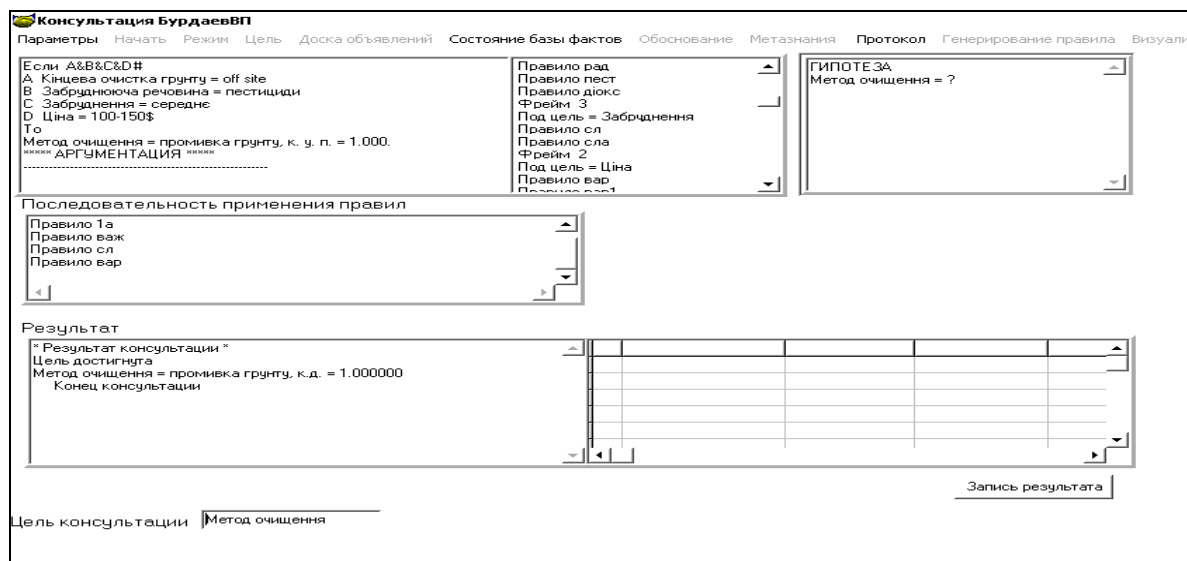 Консультация БурдаевВП
Параметры Начать Режим Цель Доска объявлений Состояние базы фактов Обоснование Метазнания Протокол Генерирование правила Визуали
Если A&B&C&D#
A Кінцева очистка грунту = off site
B Забруднююча речовина = пестициди
C Забруднення = середнє
D Ціна = 100-150$
То
Метод очищення = промивка грунту, к. у. п. = 1.000.
***** АРГУМЕНТАЦИЯ *****
Правило рад
Правило пест
Правило діокс
Фрейм 3
Под цель = Забруднення
Правило сл
Правило сла
Фрейм 2
Под цель = Ціна
Правило вар
Правило вар1
ГИПОТЕЗА
Метод очищення = ?
Последовательность применения правил
Правило 1а
Правило важ
Правило сл
Правило вар
Результат
* Результат консультации *
Цель достигнута
Метод очищення = промивка грунту, к.д. = 1.000000
Конец консультации
Запись результата
Цель консультации Метод очищення